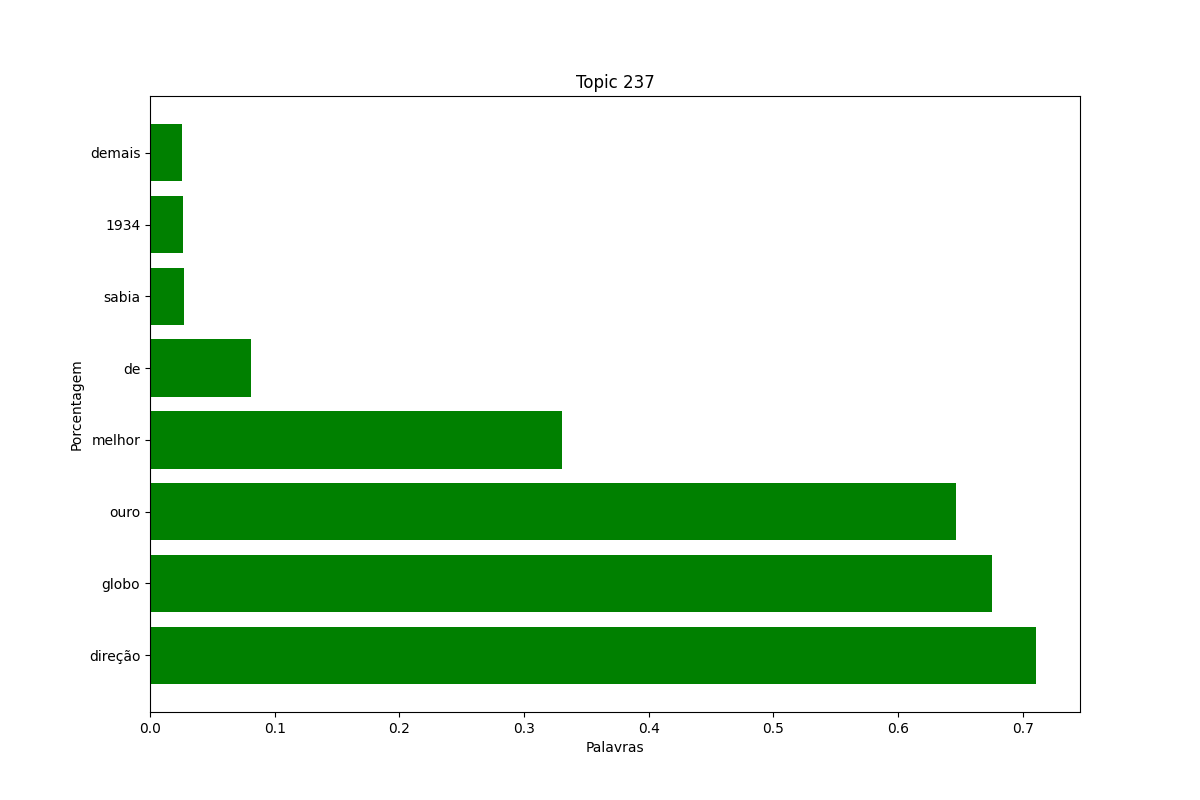 Topic 237
demais
1934
sabia
de
melhor
ouro
globo
direção
Porcentagem
0.0 0.1 0.2 0.3 0.4 0.5 0.6 0.7
Palavras